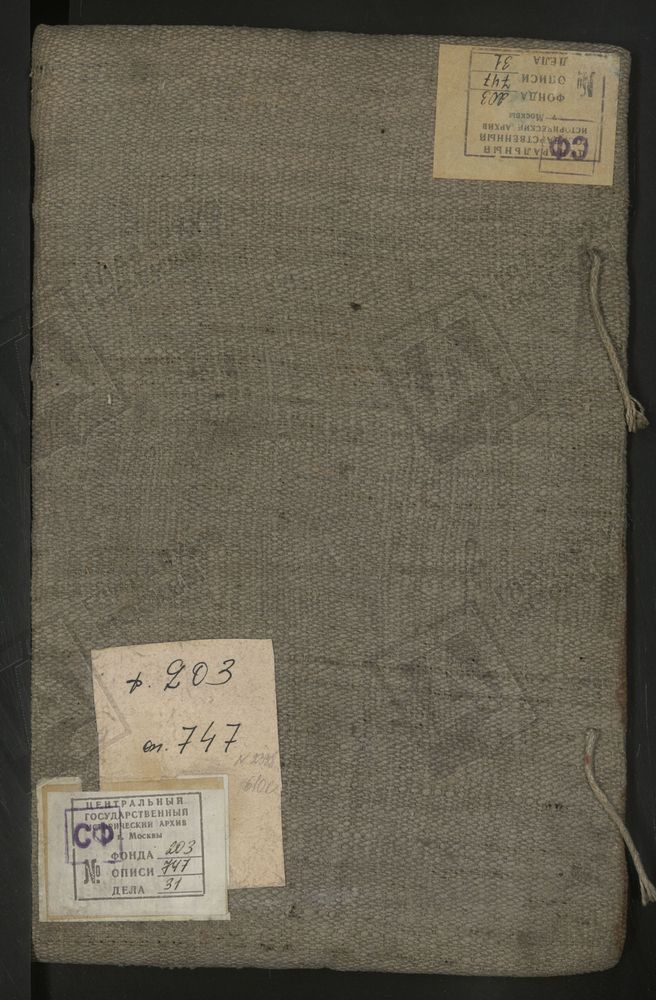 ЦЕНТРАЛЬНЫЙ
ГОСУДАРСТВЕННЫЙ
ИСТОРИЧЕСКИЙ АРХИВ
г. Москвы
СФ
ФОНДА 203
№ ОПИСИ 747
ДЕЛА 31
ф. 203
оп. 747
ЦЕНТРАЛЬНЫЙ
ГОСУДАРСТВЕННЫЙ
ИСТОРИЧЕСКИЙ АРХИВ
г. Москвы
СФ
ФОНДА 203
№ ОПИСИ 747
ДЕЛА 31